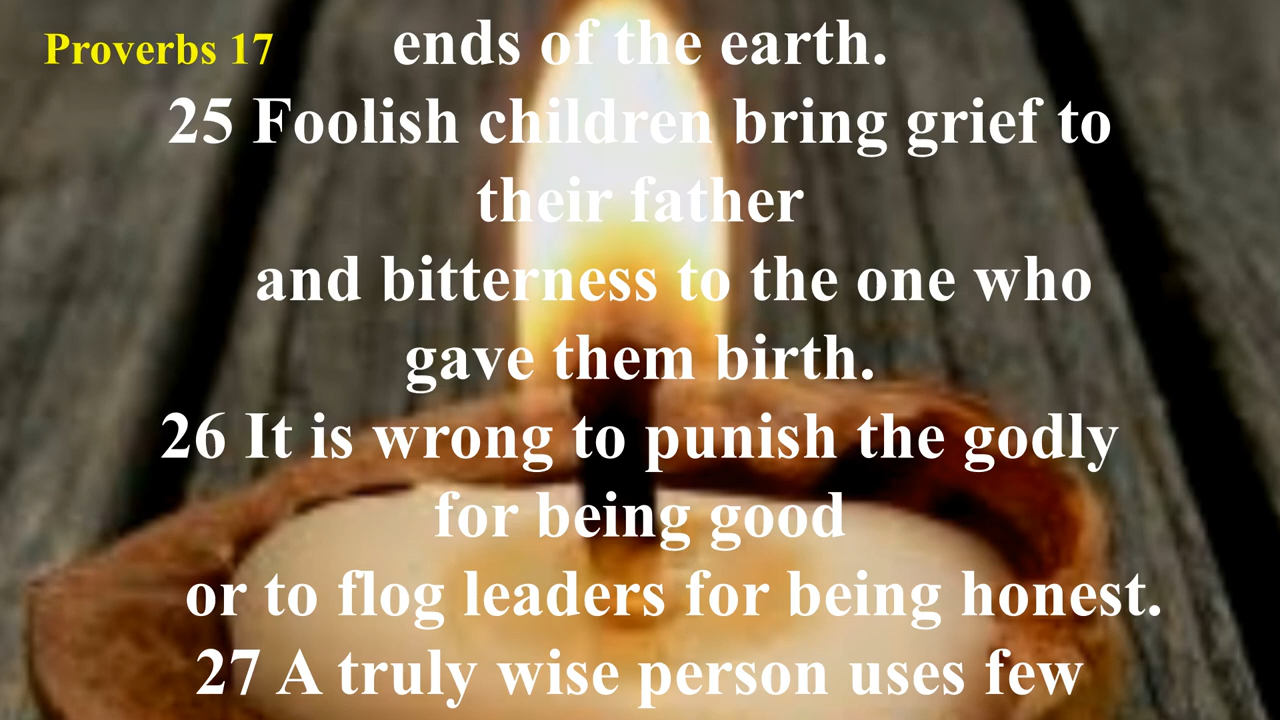 Proverbs 17
ends of the earth.
25 Foolish children bring grief to
their father
and bitterness to the one who
gave them birth.
26 It is wrong to punish the godly
for being good
or to flog leaders for being honest.
27 A truly wise person uses few